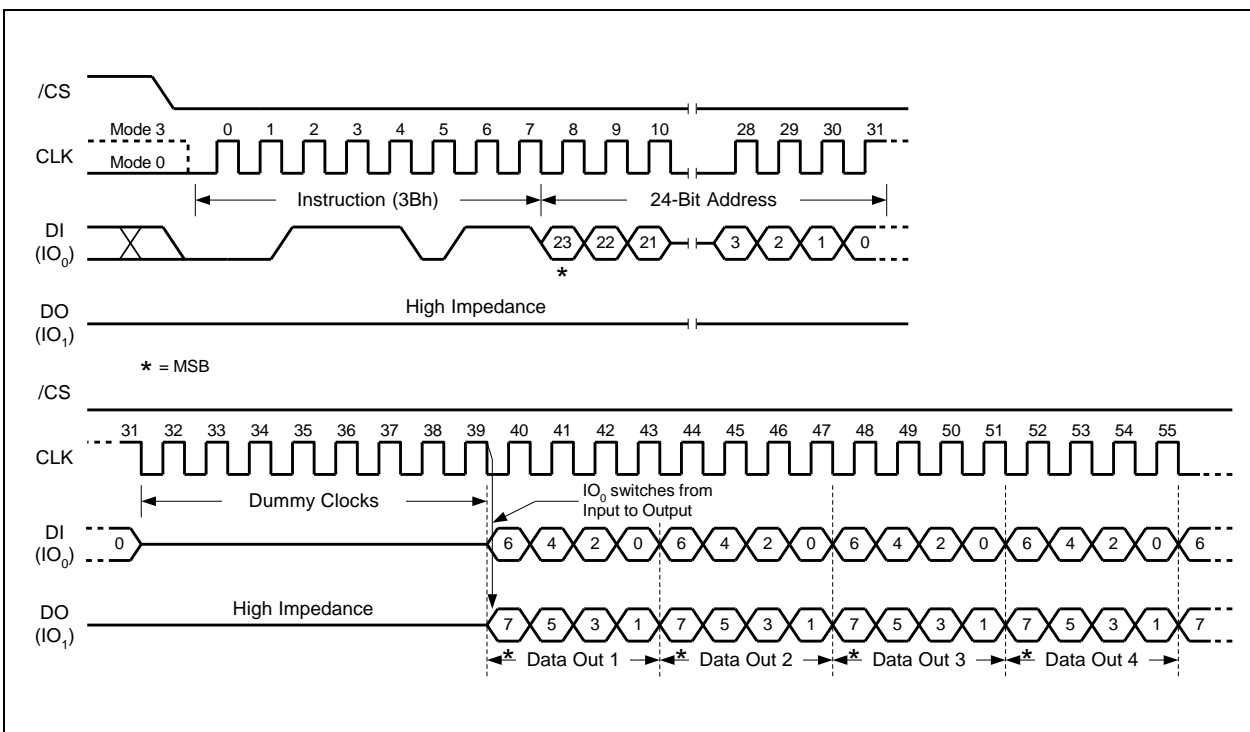 /CS
Mode 3 0 1 2 3 4 5 6 7 8 9 10 28 29 30 31
CLK
Mode 0
Instruction (3Bh) 24-Bit Address
DI
(IO0) 23 22 21 3 2 1 0
*
High Impedance
DO
(IO1)
* = MSB
/CS
31 32 33 34 35 36 37 38 39 40 41 42 43 44 45 46 47 48 49 50 51 52 53 54 55
CLK
Dummy Clocks
IO0 switches from
Input to Output
DI
(IO0) 0 6 4 2 0 6 4 2 0 6 4 2 0 6 4 2 0 6
High Impedance
DO
(IO1) 7 5 3 1 7 5 3 1 7 5 3 1 7 5 3 1 7
* Data Out 1 * Data Out 2 * Data Out 3 * Data Out 4